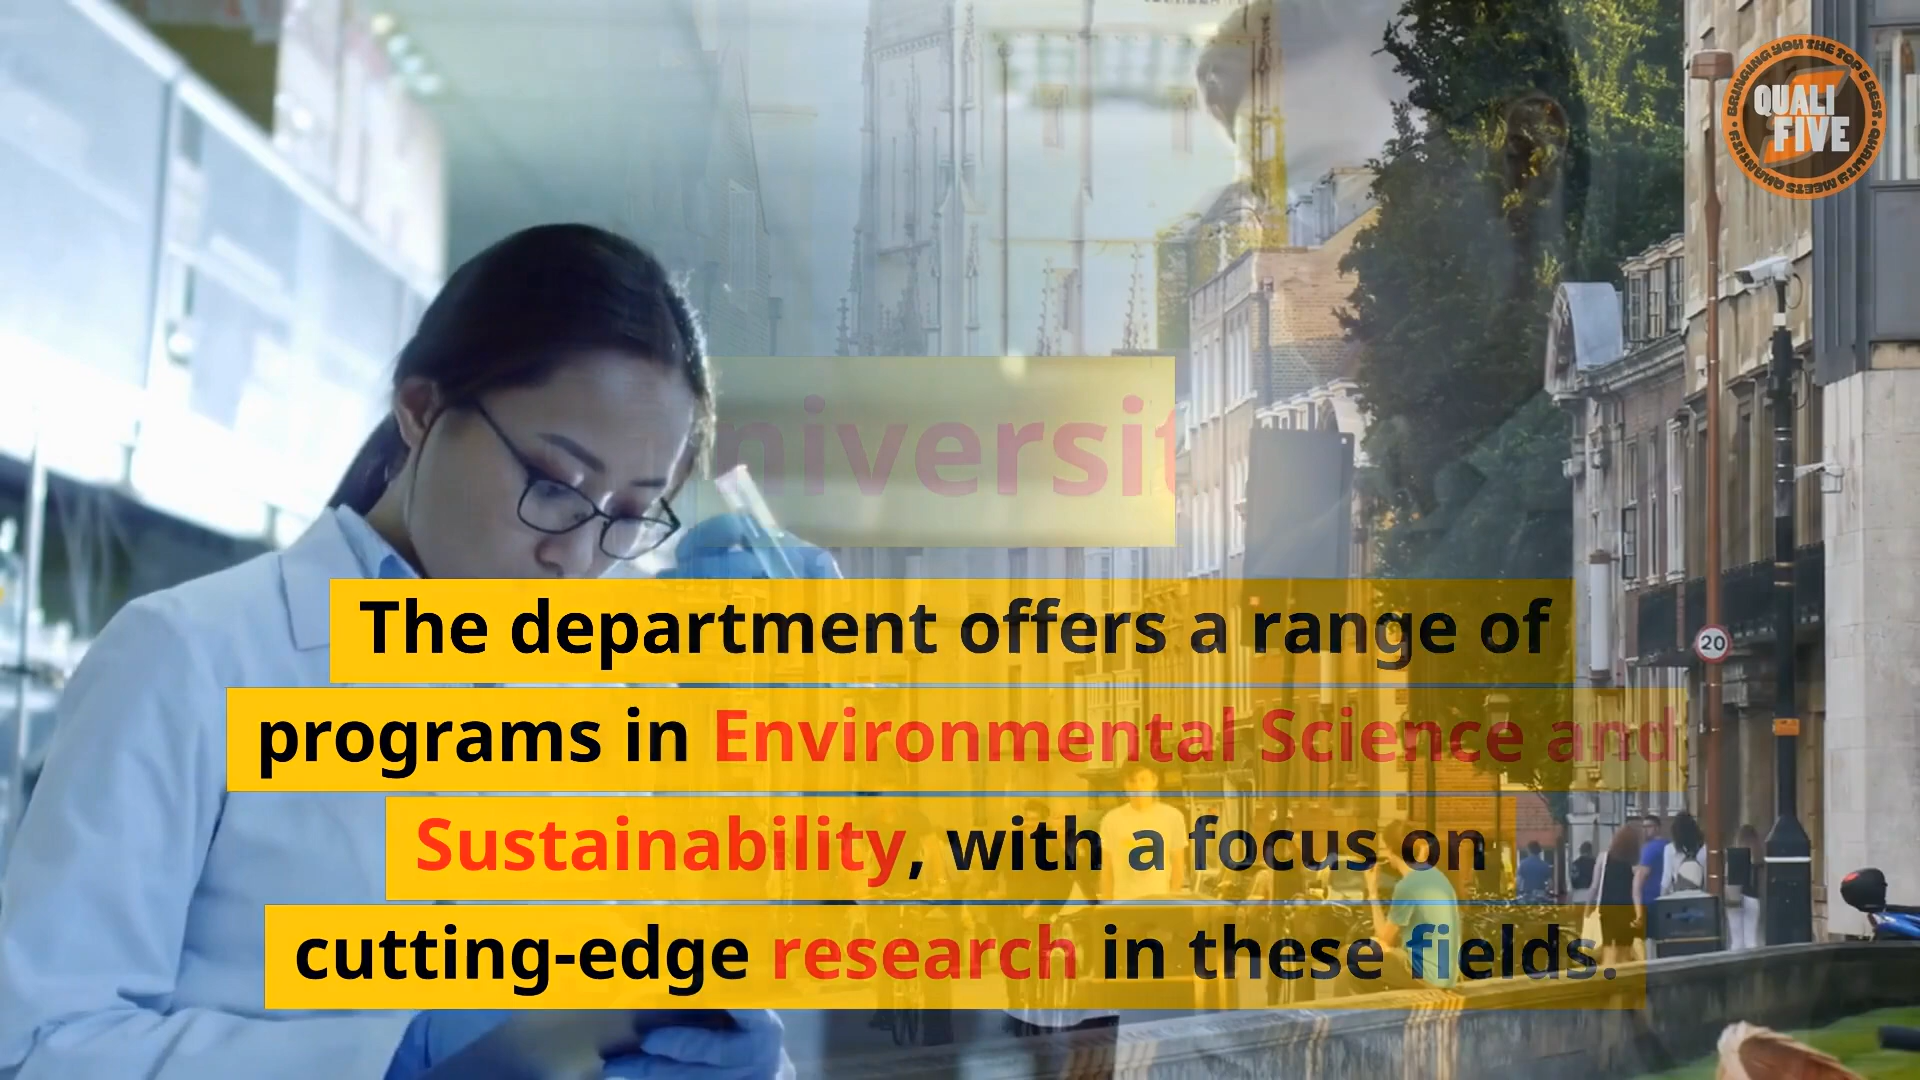 BRINGING YOU THE TOP 5 BEST
QUALI
FIVE
QUALITY MEETS QUANTITY
niversit
The department offers a range of
programs in Environmental Science and
Sustainability, with a focus on
cutting-edge research in these fields.
20